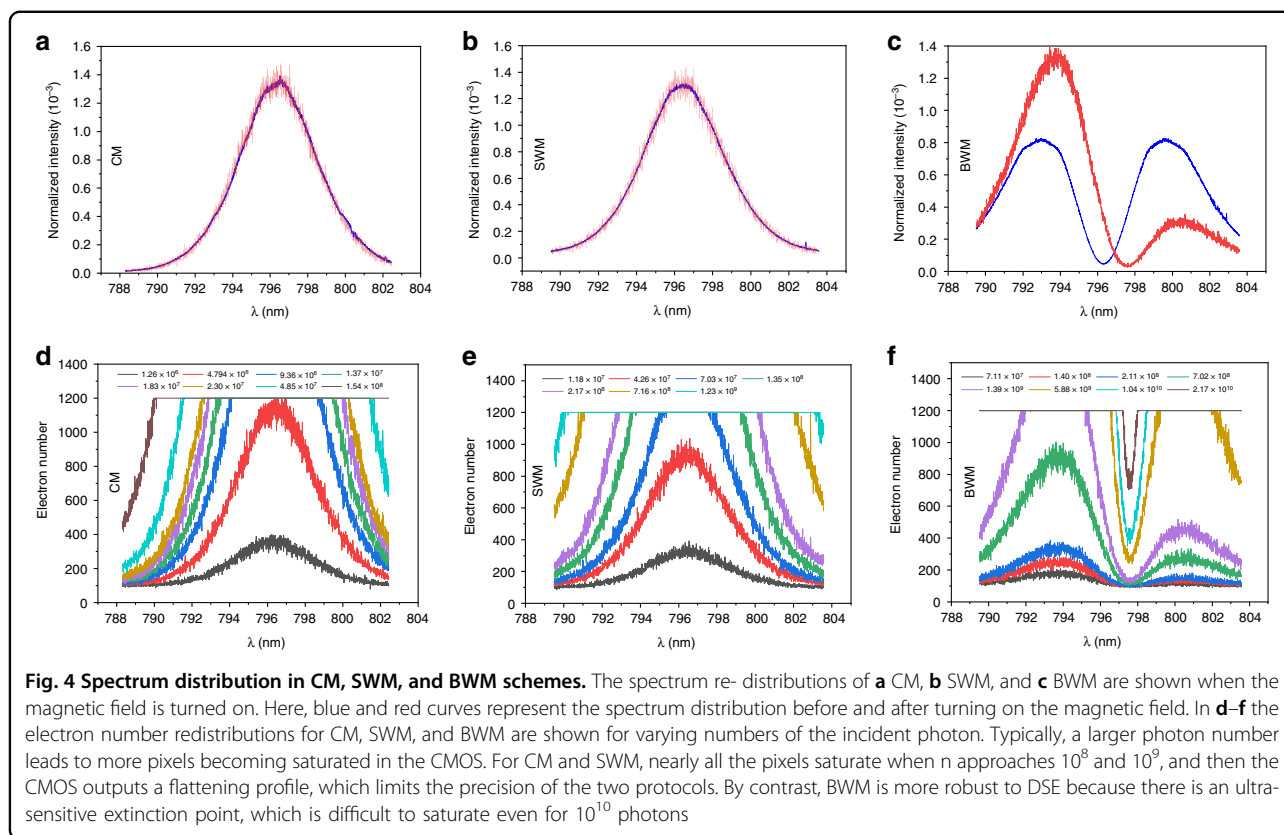 a
1.6
1.4
1.2
1.0
0.8
0.6
0.4
0.2
0.0
Normalized intensity (10⁻³)
CM
788 790 792 794 796 798 800 802 804
λ (nm)
b
1.6
1.4
1.2
1.0
0.8
0.6
0.4
0.2
0.0
Normalized intensity (10⁻³)
SWM
788 790 792 794 796 798 800 802 804
λ (nm)
c
1.4
1.2
1.0
0.8
0.6
0.4
0.2
0.0
Normalized intensity (10⁻³)
BWM
788 790 792 794 796 798 800 802 804
λ (nm)
d
1.26 × 10⁶ 4.794 × 10⁶ 9.36 × 10⁶ 1.37 × 10⁷
1.83 × 10⁷ 2.30 × 10⁷ 4.85 × 10⁷ 1.54 × 10⁸
1400
1200
1000
800
600
400
200
0
Electron number
CM
788 790 792 794 796 798 800 802 804
λ (nm)
e
1.18 × 10⁷ 4.26 × 10⁷ 7.03 × 10⁷ 1.35 × 10⁸
2.17 × 10⁸ 7.16 × 10⁸ 1.23 × 10⁹
1400
1200
1000
800
600
400
200
0
Electron number
SWM
788 790 792 794 796 798 800 802 804
λ (nm)
f
7.11 × 10⁷ 1.40 × 10⁸ 2.11 × 10⁸ 7.02 × 10⁸
1.39 × 10⁹ 5.88 × 10⁹ 1.04 × 10¹⁰ 2.17 × 10¹⁰
1400
1200
1000
800
600
400
200
0
Electron number
BWM
788 790 792 794 796 798 800 802 804
λ (nm)
Fig. 4 Spectrum distribution in CM, SWM, and BWM schemes. The spectrum re- distributions of a CM, b SWM, and c BWM are shown when the
magnetic field is turned on. Here, blue and red curves represent the spectrum distribution before and after turning on the magnetic field. In d–f the
electron number redistributions for CM, SWM, and BWM are shown for varying numbers of the incident photon. Typically, a larger photon number
leads to more pixels becoming saturated in the CMOS. For CM and SWM, nearly all the pixels saturate when n approaches 10⁸ and 10⁹, and then the
CMOS outputs a flattening profile, which limits the precision of the two protocols. By contrast, BWM is more robust to DSE because there is an ultra-
sensitive extinction point, which is difficult to saturate even for 10¹⁰ photons